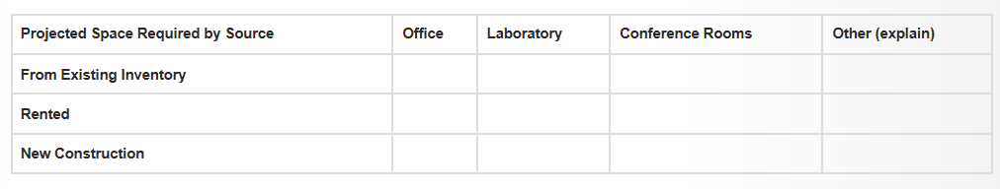 Projected Space Required by Source Office Laboratory Conference Rooms Other (explain)
From Existing Inventory
Rented
New Construction